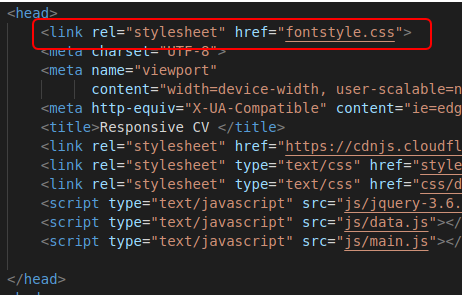 <head>
<link rel="stylesheet" href="fontstyle.css">
<meta charset="UTF-8">
<meta name="viewport"
content="width=device-width, user-scalable=n
<meta http-equiv="X-UA-Compatible" content="ie=edg
<title>Responsive CV </title>
<link rel="stylesheet" href="https://cdnjs.cloudfl
<link rel="stylesheet" type="text/css" href="style
<link rel="stylesheet" type="text/css" href="css/d
<script type="text/javascript" src="js/jquery-3.6.
<script type="text/javascript" src="js/data.js"></
<script type="text/javascript" src="js/main.js"></
</head>